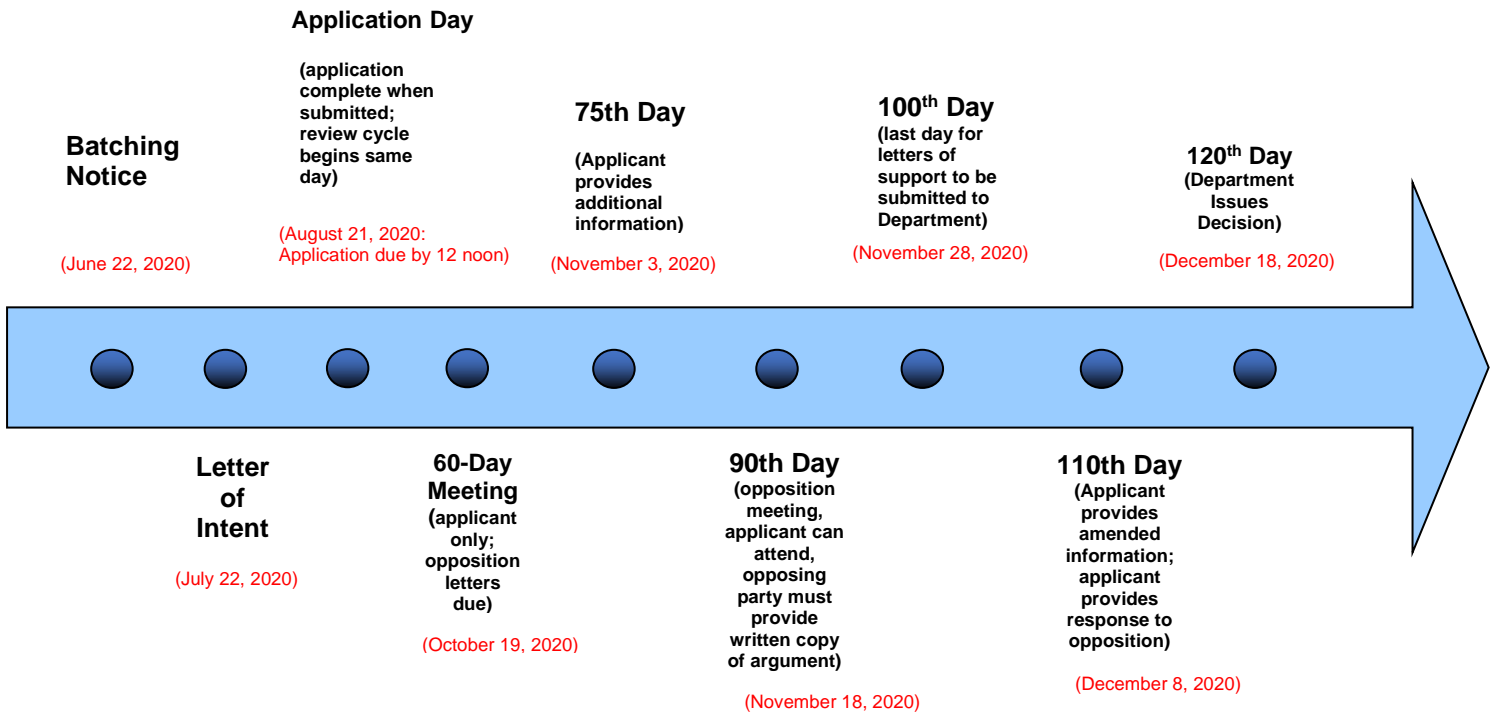 Batching
Notice
(June 22, 2020)
Letter
of
Intent
(July 22, 2020)
Application Day
(application
complete when
submitted;
review cycle
begins same
day)
(August 21, 2020:
Application due by 12 noon)
60-Day
Meeting
(applicant
only;
opposition
letters
due)
(October 19, 2020)
75th Day
(Applicant
provides
additional
information)
(November 3, 2020)
90th Day
(opposition
meeting,
applicant can
attend,
opposing
party must
provide
written copy
of argument)
(November 18, 2020)
100th Day
(last day for
letters of
support to be
submitted to
Department)
(November 28, 2020)
110th Day
(Applicant
provides
amended
information;
applicant
provides
response to
opposition)
(December 8, 2020)
120th Day
(Department
Issues
Decision)
(December 18, 2020)